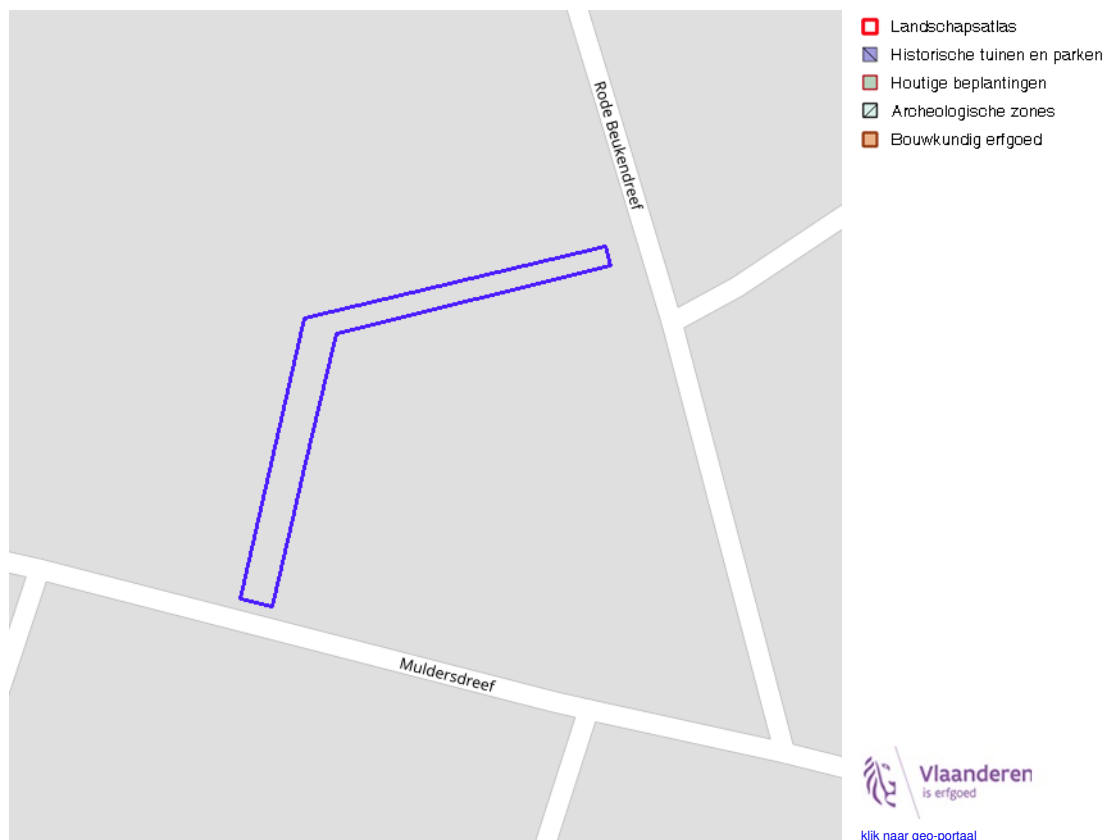 Rode Beukendreef
Muldersdreef
Landschapsatlas
Historische tuinen en parken
Houtige beplantingen
Archeologische zones
Bouwkundig erfgoed
Vlaanderen
is erfgoed
klik naar geo-portaal